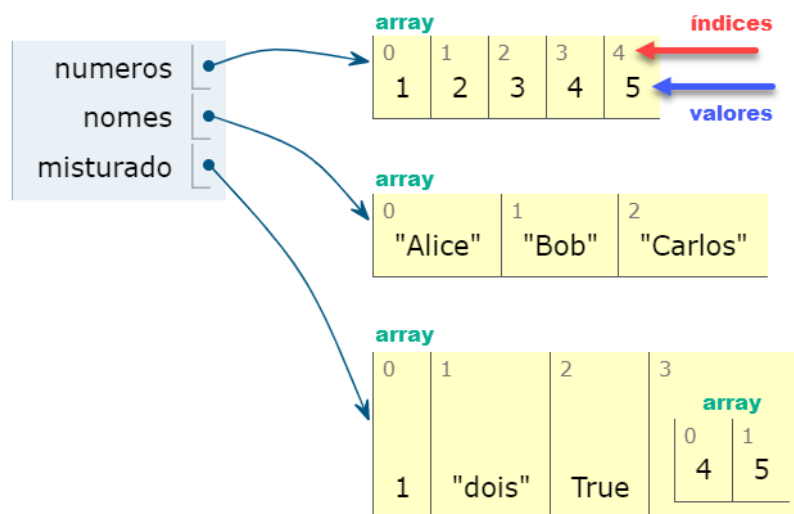 array
índices
numeros
0 1 2 3 4
1 2 3 4 5
nomes
valores
misturado
array
0 1 2
"Alice" "Bob" "Carlos"
array
0 1 2 3
array
0 1
4 5
1 "dois" True